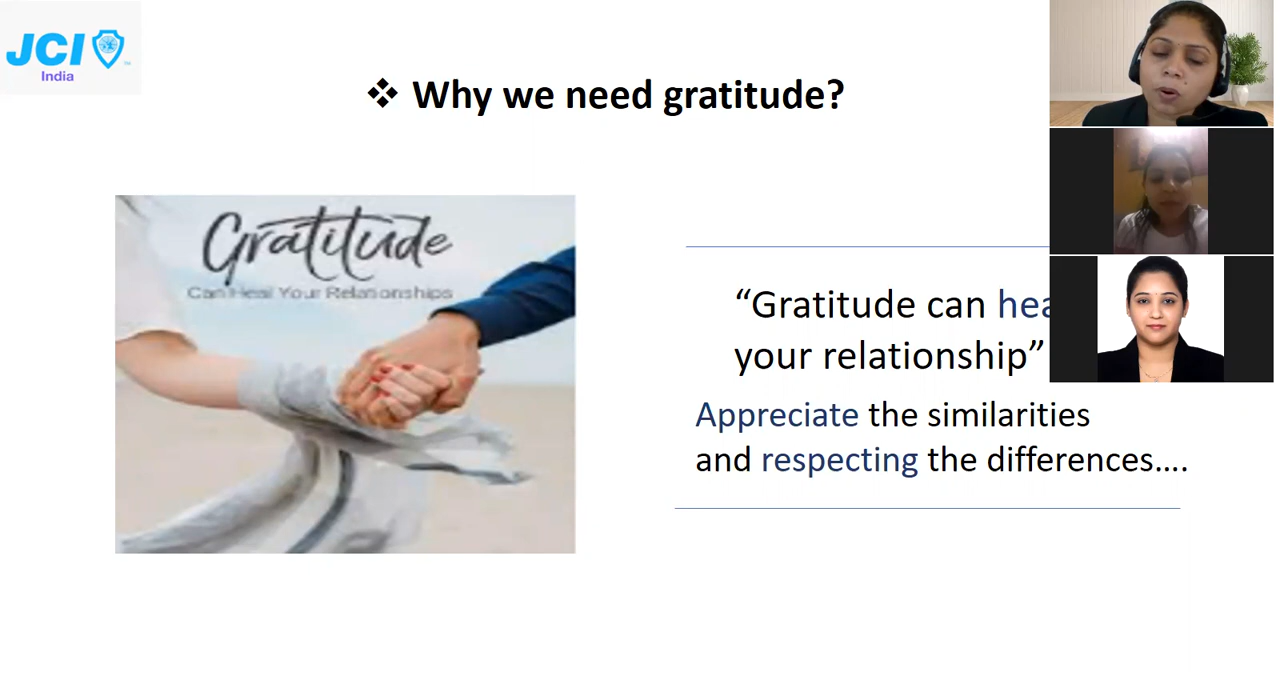 JCI
India
❖ Why we need gratitude?
Gratitude
Can Heal Your Relationships
“Gratitude can
your relationship”
Appreciate the similarities
and respecting the differences....